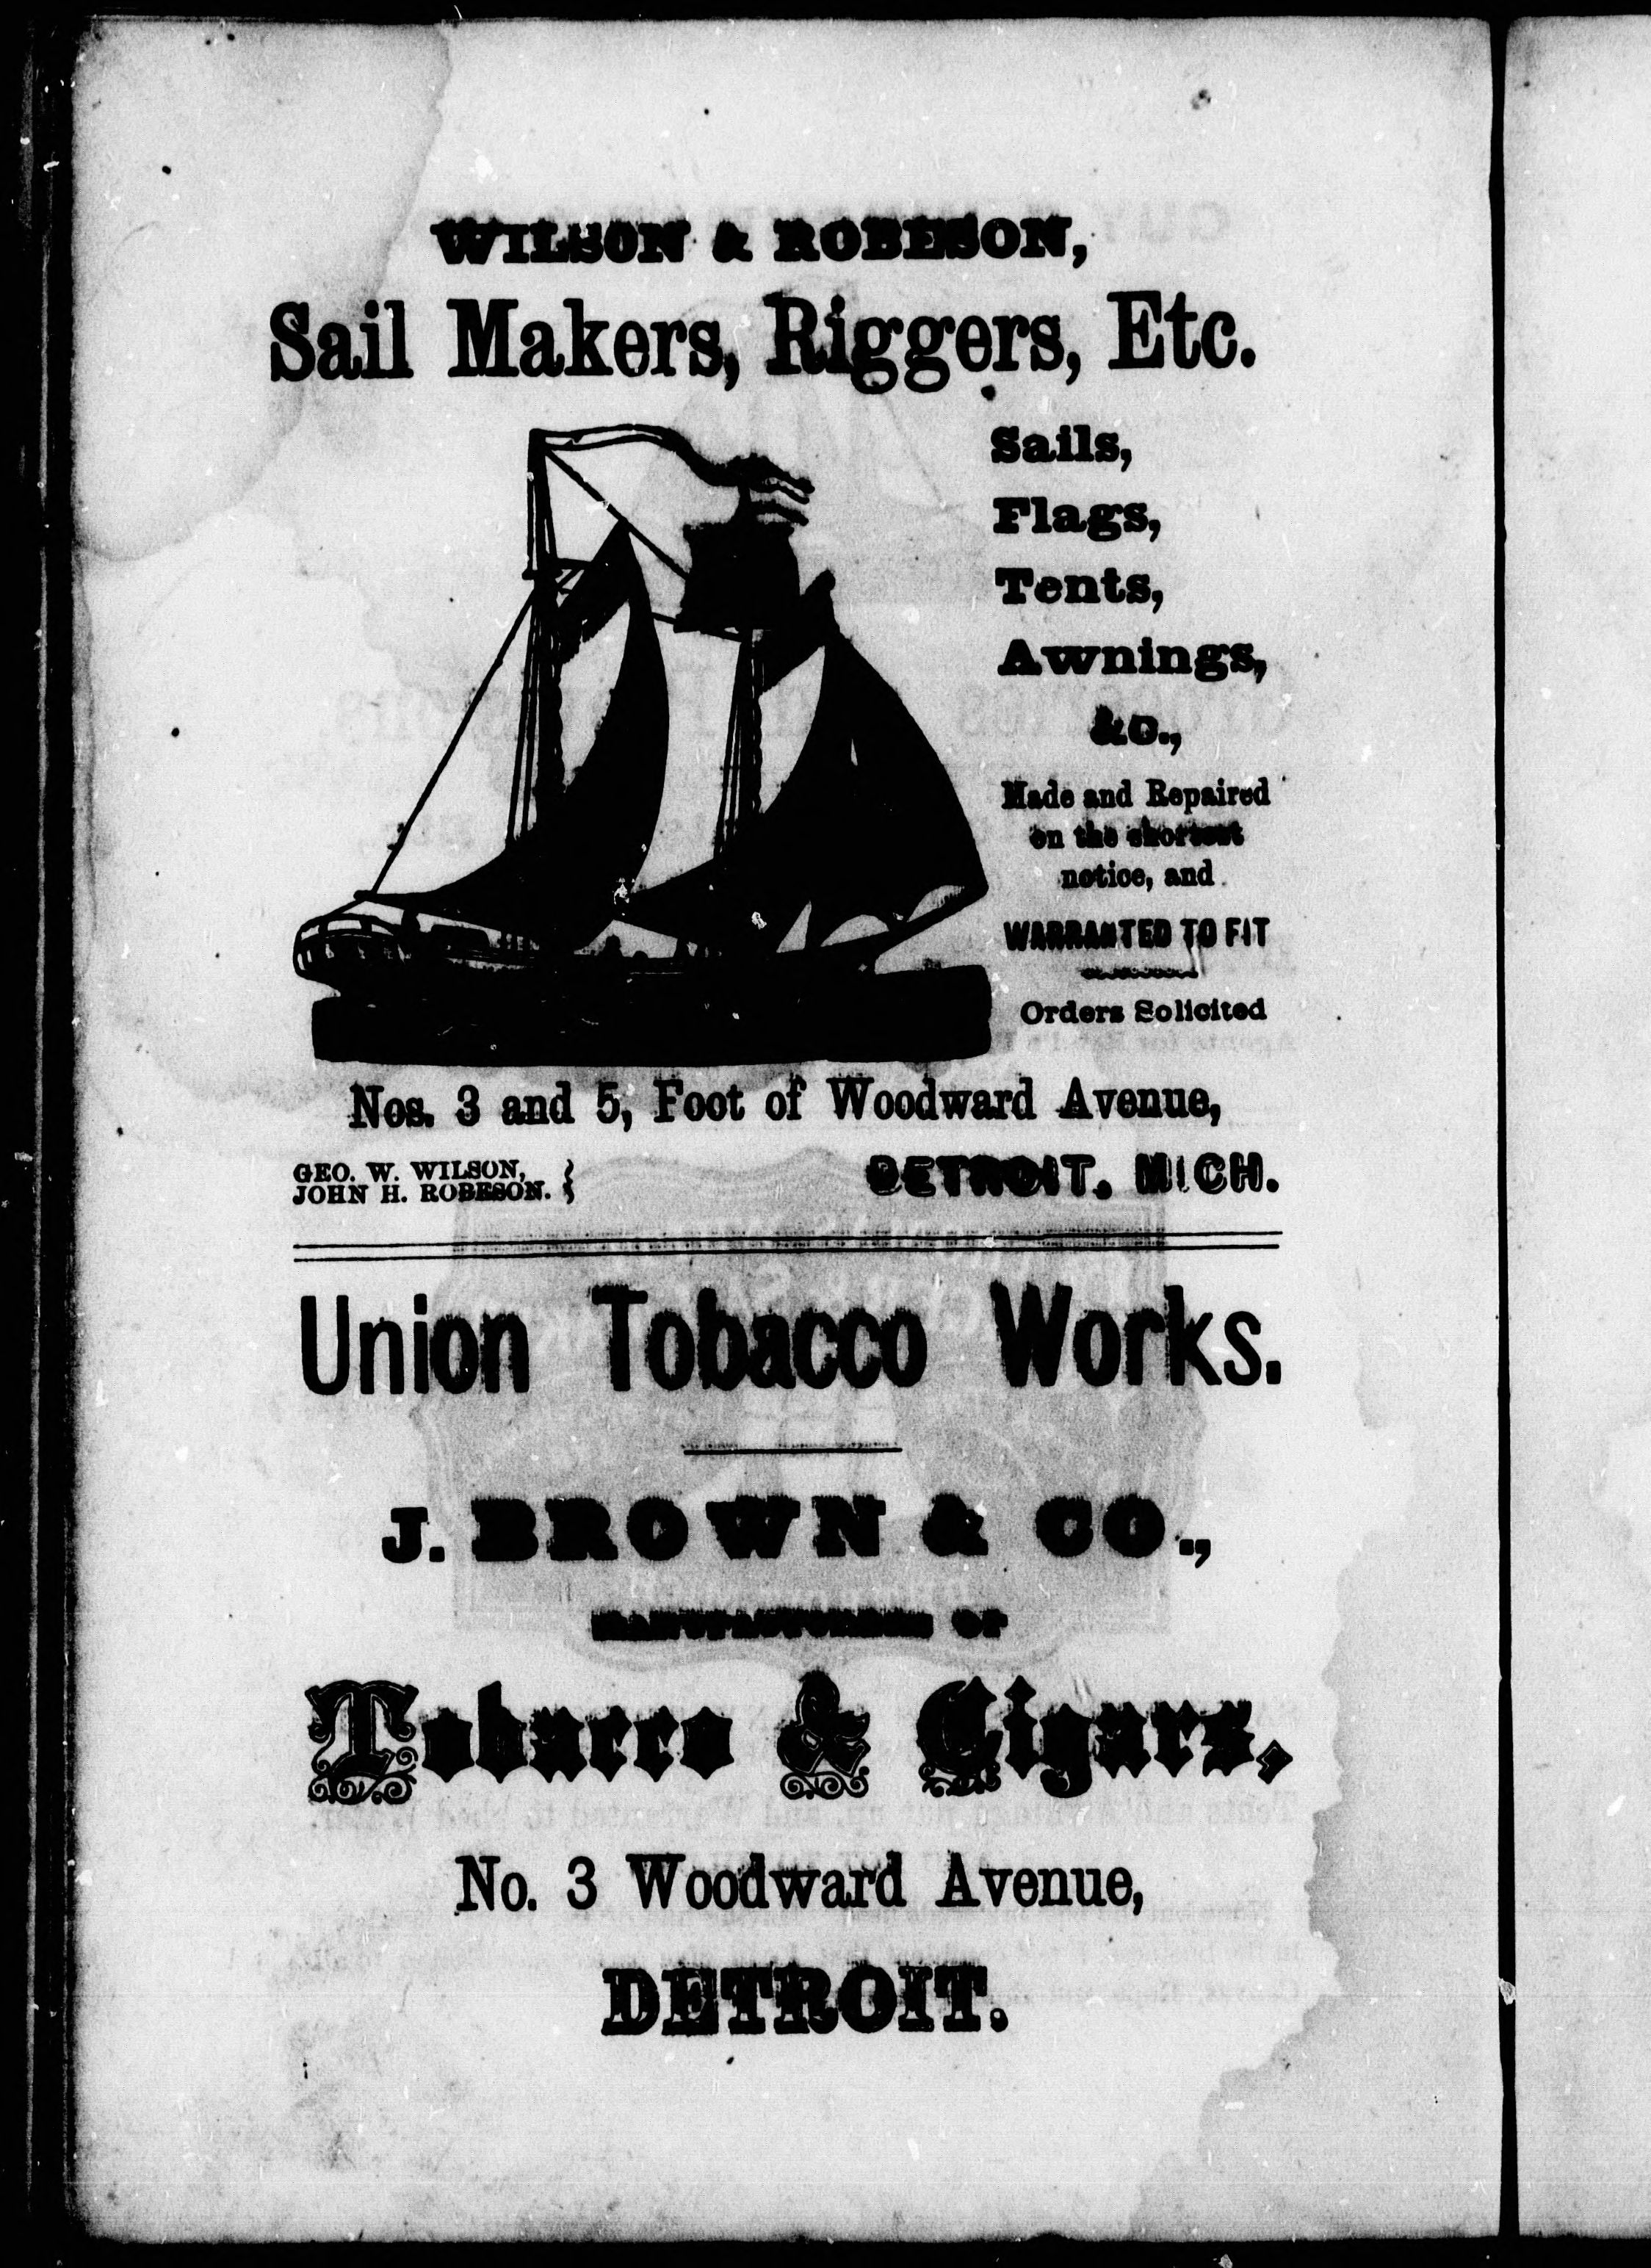 WILSON & ROBESON,
Sail Makers, Riggers, Etc.
Sails,
Flags,
Tents,
Awnings,
&C.,
Made and Repaired
on the shortest
notice, and
WARRANTED TO FIT
Orders Solicited
Nos. 3 and 5, Foot of Woodward Avenue,
GEO. W. WILSON,
JOHN H. ROBESON. }
DETROIT, MICH.
Union Tobacco Works.
J. BROWN & CO.,
MANUFACTURERS OF
Tobacco & Cigars,
No. 3 Woodward Avenue,
DETROIT.